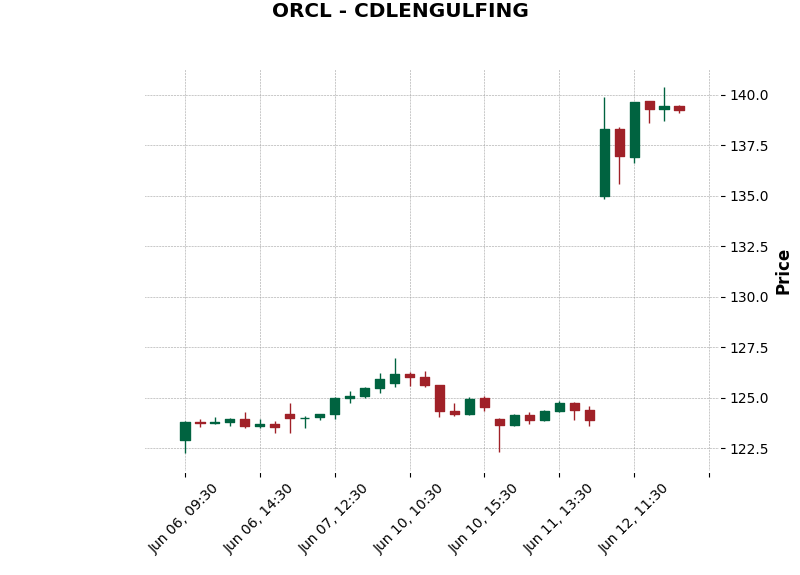 ORCL - CDLENGULFING
140.0
137.5
135.0
132.5
130.0
127.5
125.0
122.5
Price
Jun 06, 09:30
Jun 06, 14:30
Jun 07, 12:30
Jun 10, 10:30
Jun 10, 15:30
Jun 11, 13:30
Jun 12, 11:30